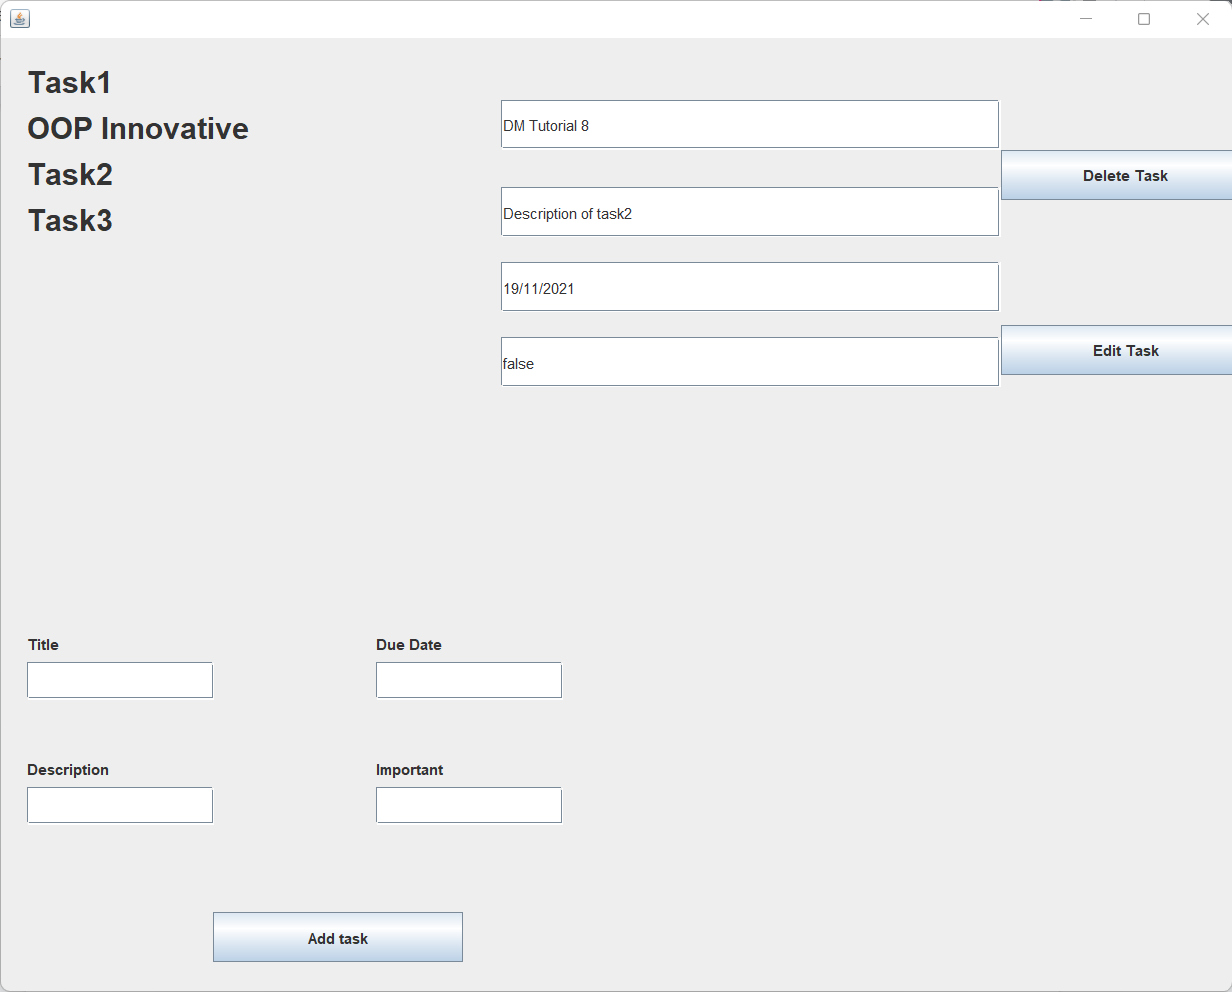 Task1
OOP Innovative
Task2
Task3
DM Tutorial 8
Description of task2
19/11/2021
false
Delete Task
Edit Task
Title
Due Date
Description
Important
Add task